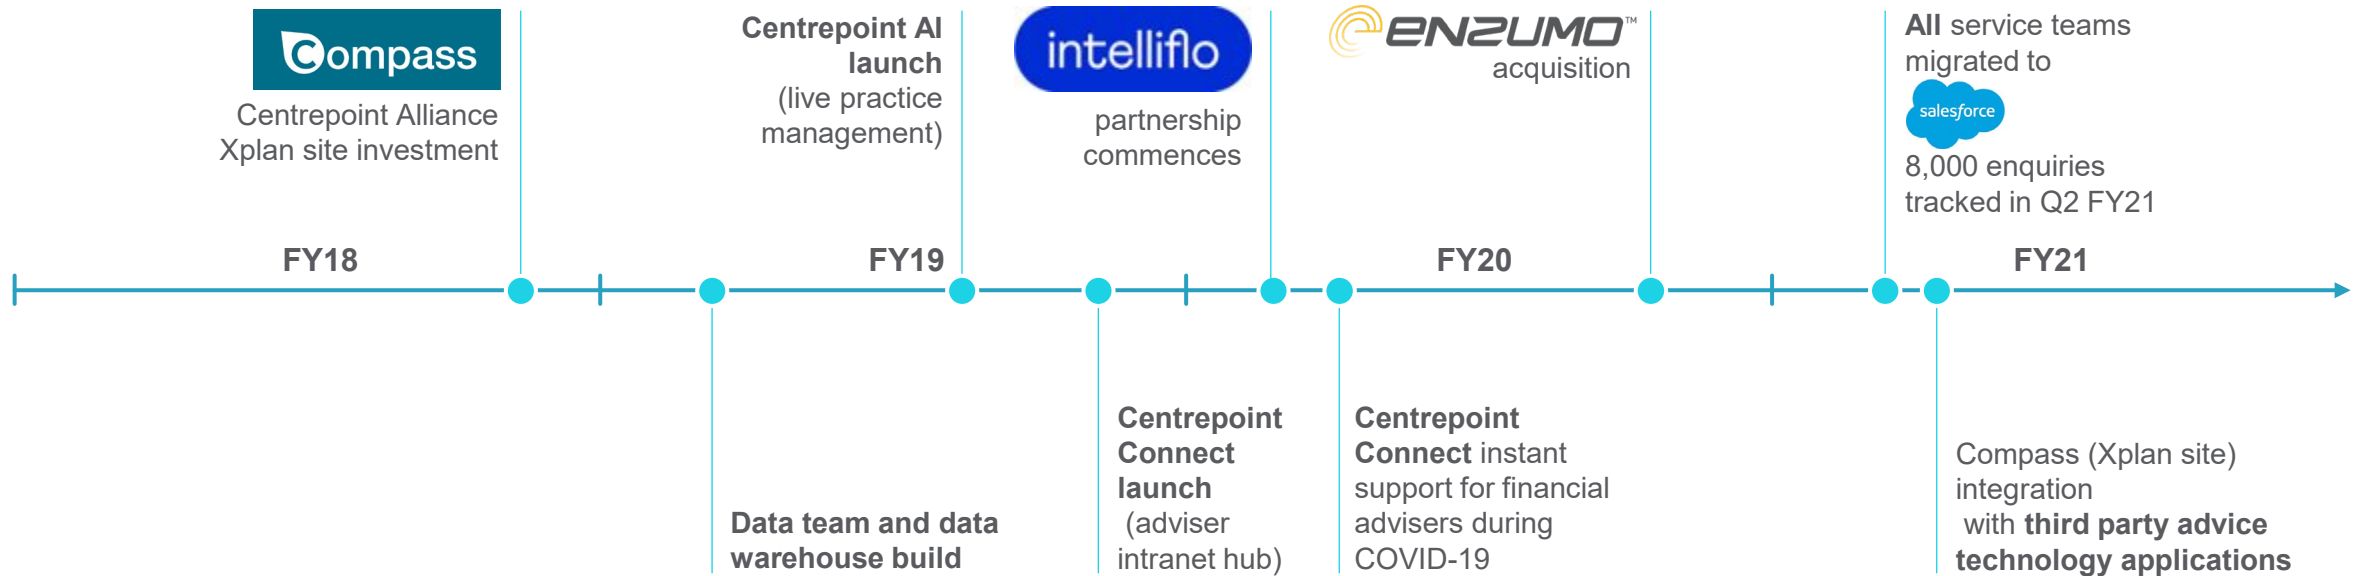 Compass
Centrepoint Alliance
Xplan site investment
Centrepoint AI
launch
(live practice
management)
intelliflo
partnership
commences
enzumo™
acquisition
All service teams
migrated to
salesforce
8,000 enquiries
tracked in Q2 FY21
FY18
FY19
FY20
FY21
Data team and data
warehouse build
Centrepoint
Connect
launch
(adviser
intranet hub)
Centrepoint
Connect instant
support for financial
advisers during
COVID-19
Compass (Xplan site)
integration
with third party advice
technology applications